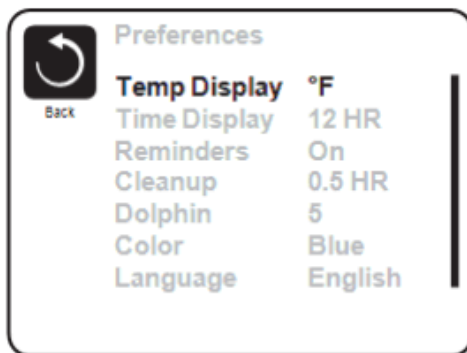 Preferences
Back
Temp Display °F
Time Display 12 HR
Reminders On
Cleanup 0.5 HR
Dolphin 5
Color Blue
Language English